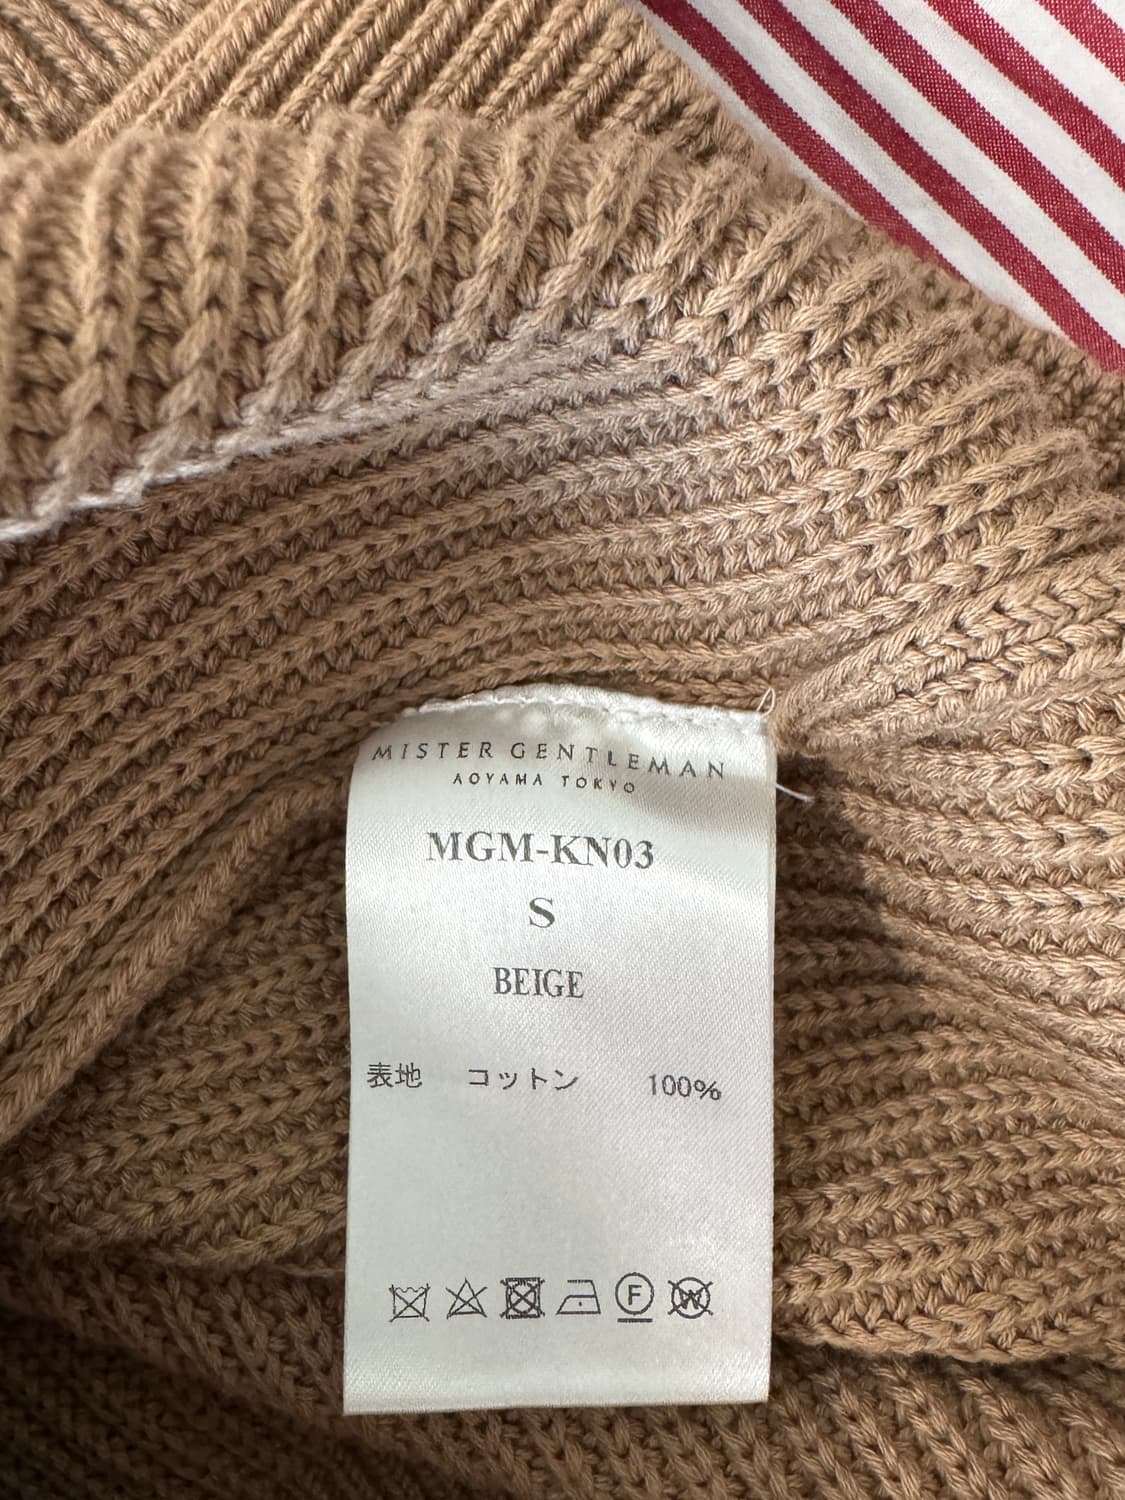 MISTER GENTLEMAN
AOYAMA TOKYO
MGM-KN03
S
BEIGE
表地 コットン 100%
F
W